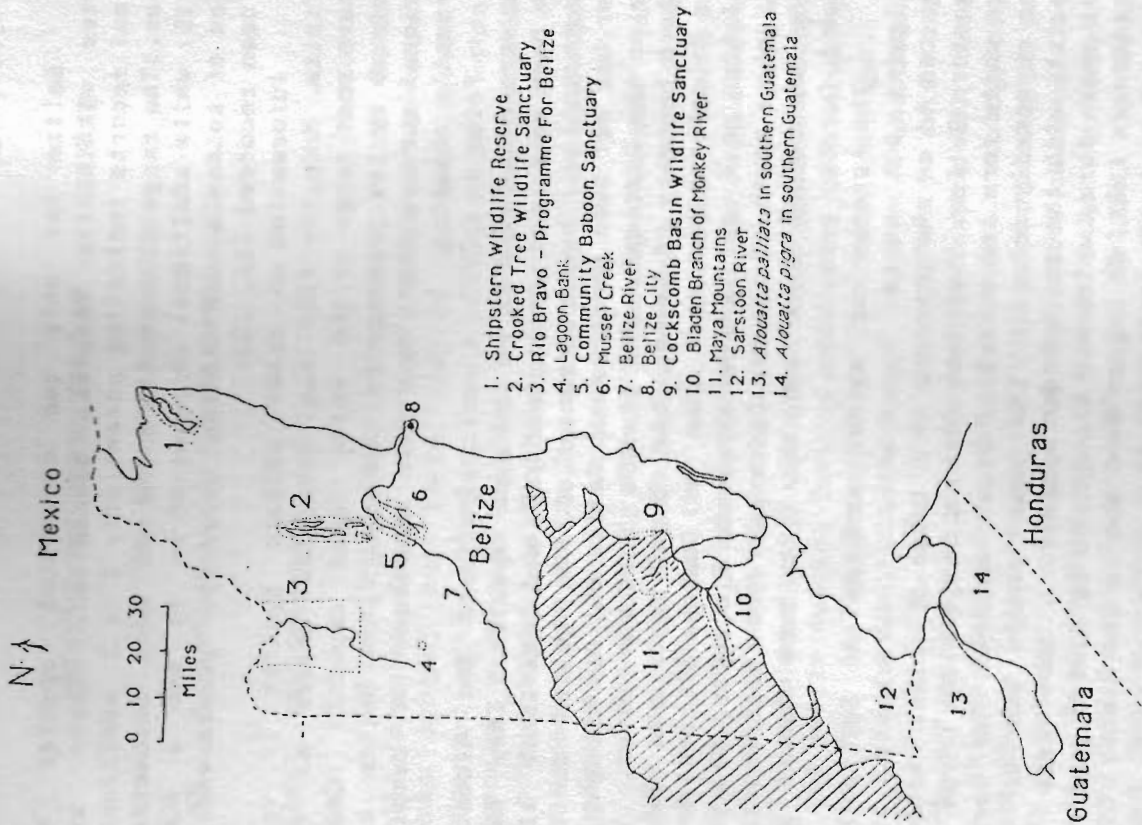 N
Mexico
0 10 20 30
Miles
1
2
3
4
5
6
7
8
Belize
9
10
11
12
13
14
Honduras
Guatemala
1. Shipstern Wildlife Reserve
2. Crooked Tree Wildlife Sanctuary
3. Rio Bravo - Programme For Belize
4. Lagoon Bank
5. Community Baboon Sanctuary
6. Mussel Creek
7. Belize River
8. Belize City
9. Cockscomb Basin Wildlife Sanctuary
10. Bladen Branch of Monkey River
11. Maya Mountains
12. Sarstoon River
13. Alouatta palliata in southern Guatemala
14. Alouatta pigra in southern Guatemala